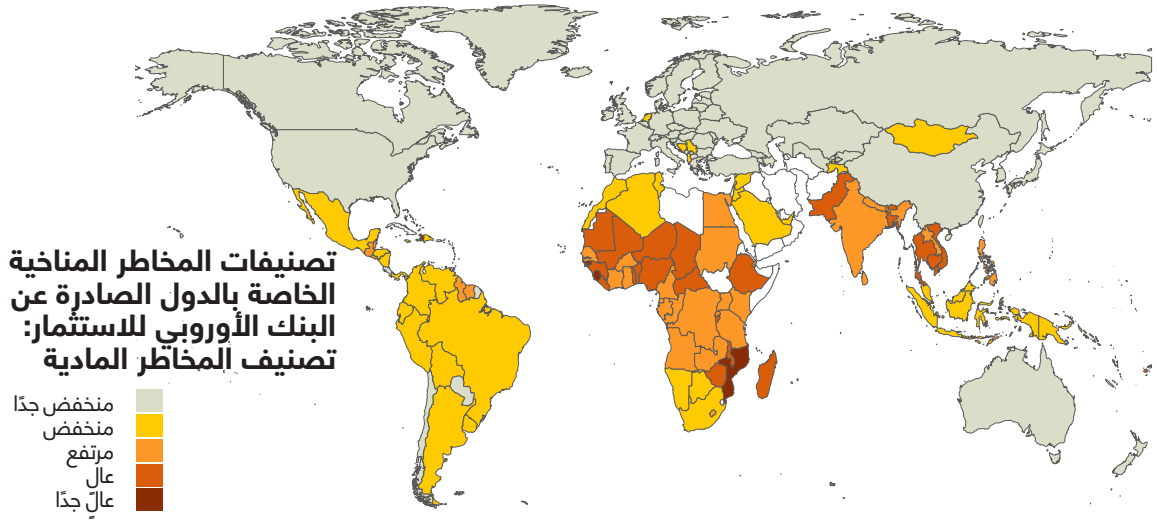 تصنيفات المخاطر المناخية
الخاصة بالدول الصادرة عن
البنك الأوروبي للاستثمار:
تصنيف المخاطر المادية
منخفض جدًا
منخفض
مرتفع
عال
عالٍ جدًا